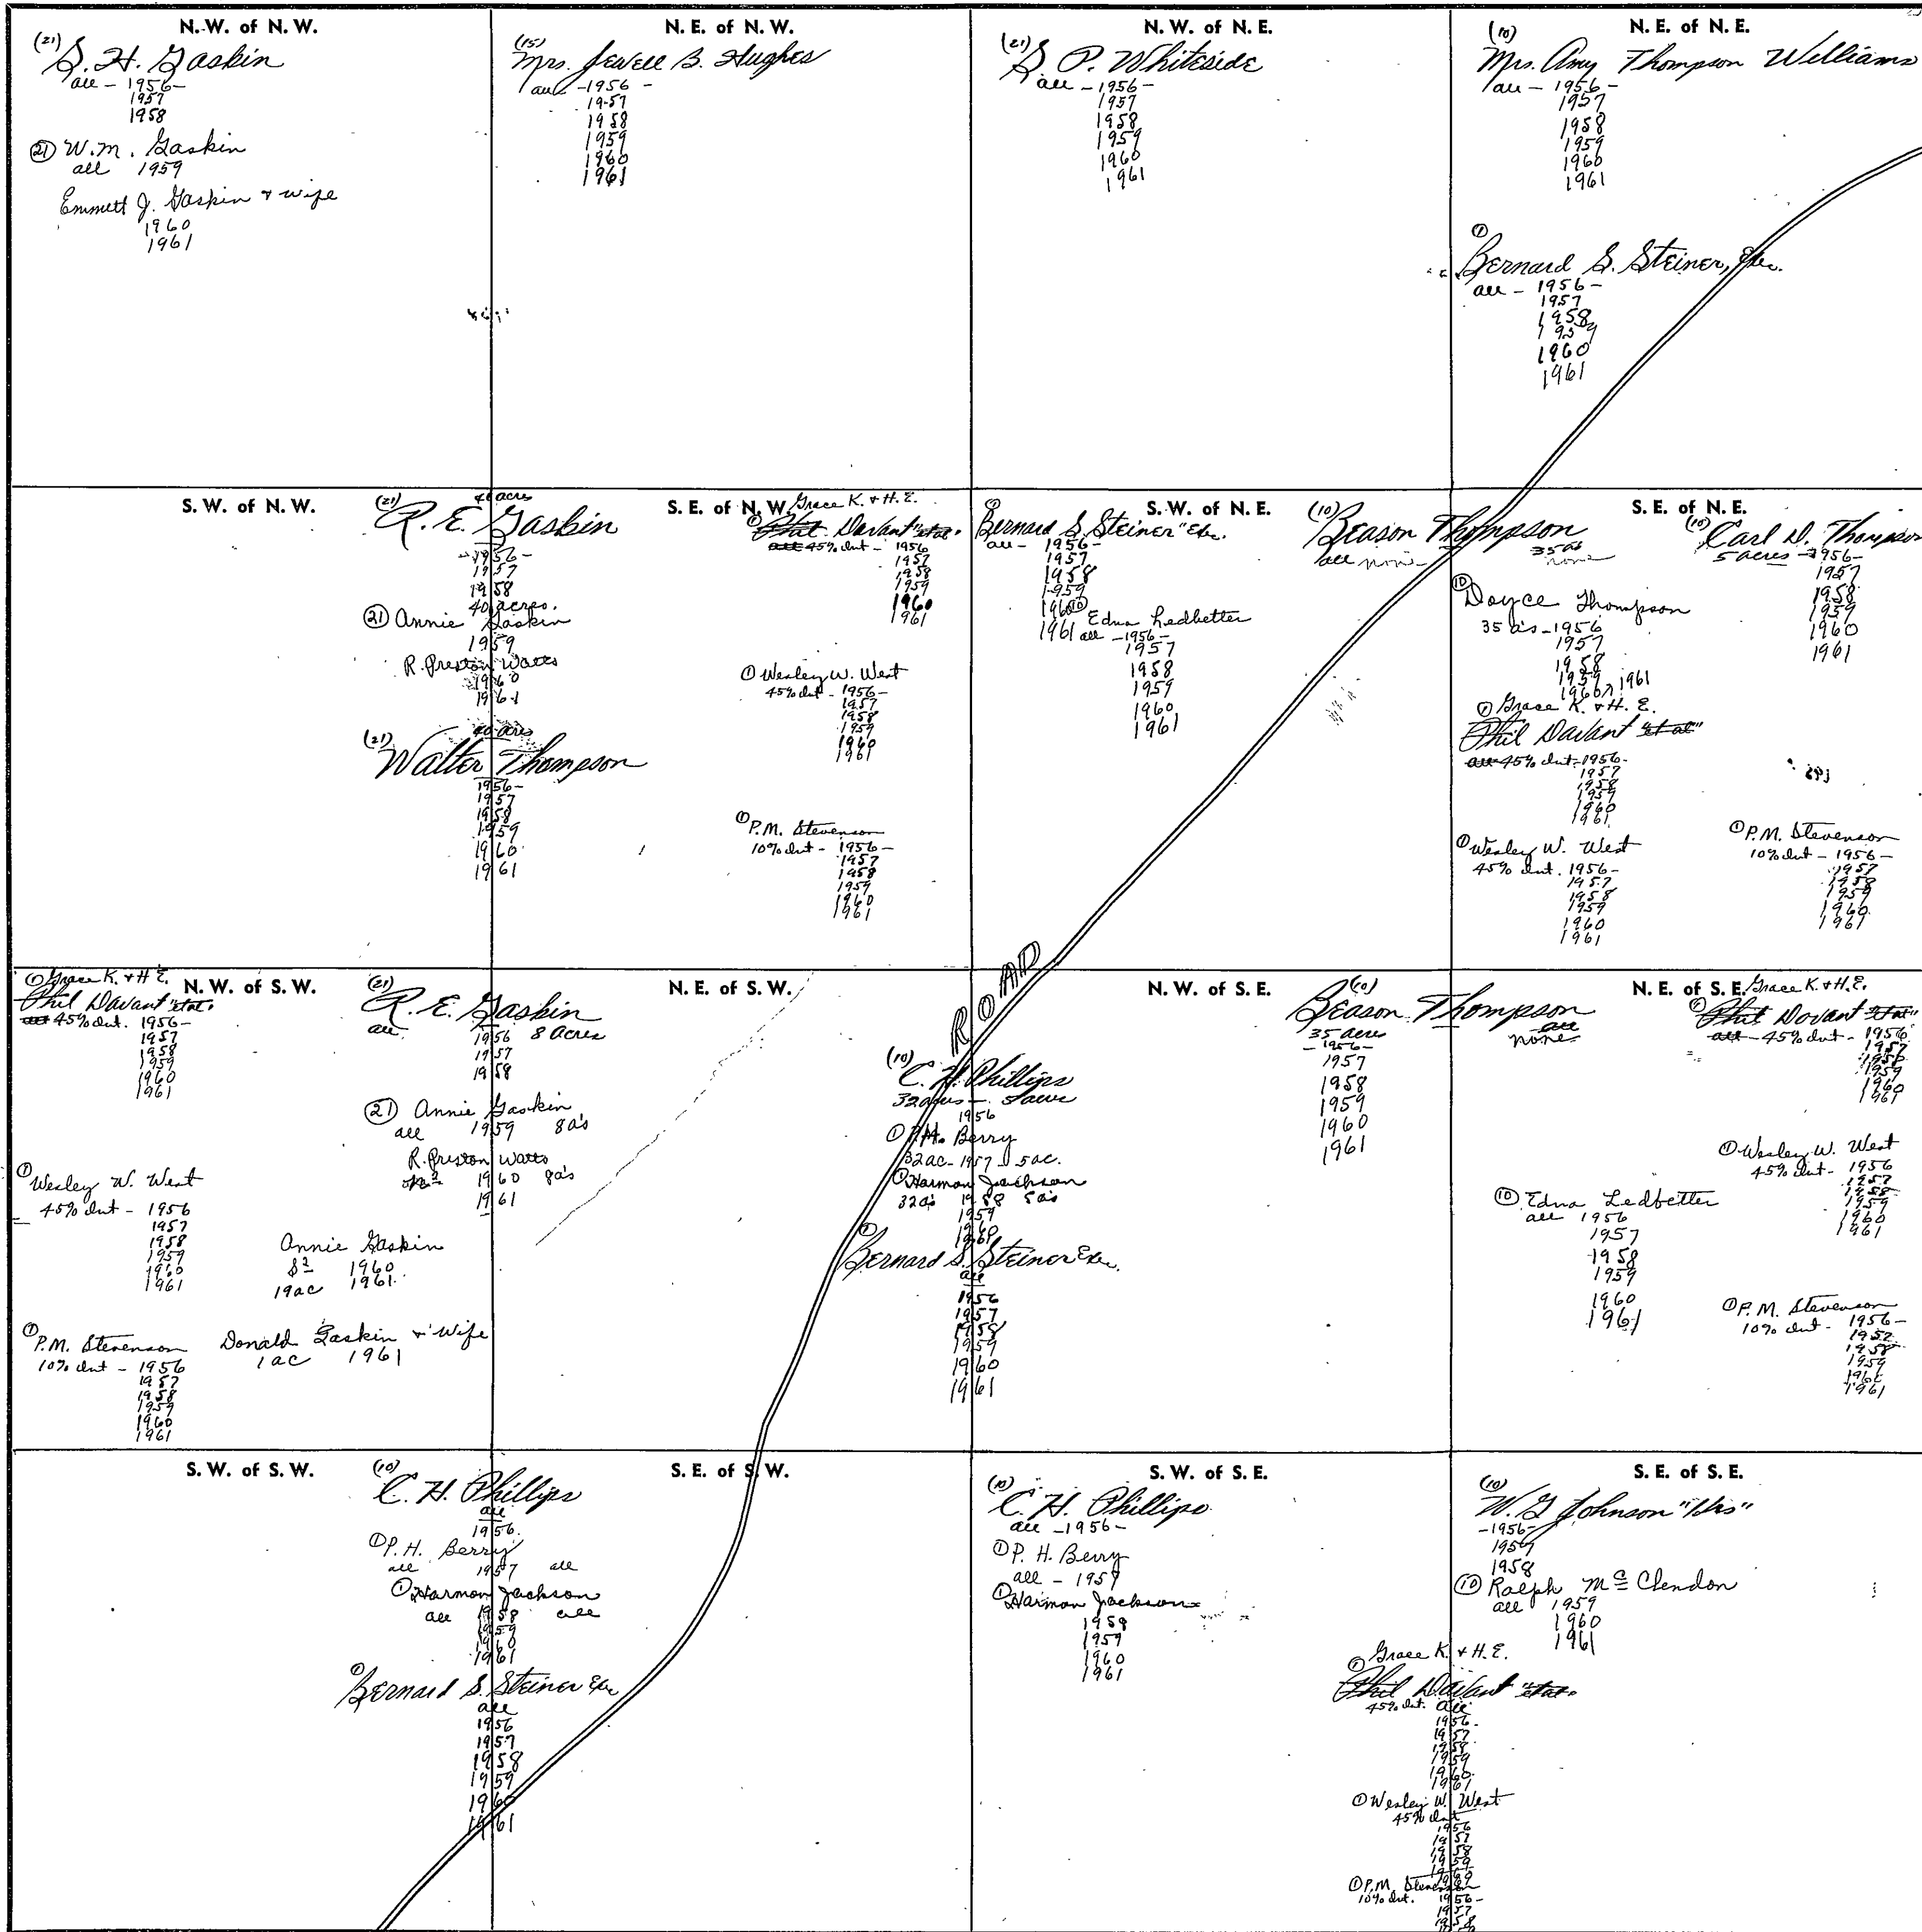 N. W. of N. W.
(21)
S. H. Gaskin
all - 1956-
1957
1958
(21) W. M. Gaskin
all 1959
Emmett J. Gaskin & wife
1960
1961
N. E. of N. W.
(15)
Mrs. Jewell B. Hughes
all - 1956 -
1957
1958
1959
1960
1961
N. W. of N. E.
(21)
S. P. Whiteside
all - 1956 -
1957
1958
1959
1960
1961
N. E. of N. E.
(10)
Mrs. Amy Thompson Williams
all - 1956 -
1957
1958
1959
1960
1961
(1)
Bernard S. Steiner, Exe.
all - 1956 -
1957
1958
1959
1960
1961
S. W. of N. W.
(21)
R. E. Gaskin
1956-
1957
1958
40 acres.
(21) Annie Gaskin
1959
R. Preston Watts
1960
1961
40 acres
(21)
Walter Thompson
1956-
1957
1958
1959
1960
1961
S. E. of N. W.
Grace K. & H. E.
(1) Phil Davant "etal"
all 45% Int - 1956
1957
1958
1959
1960
1961
(1) Wesley W. West
45% Int - 1956 -
1957
1958
1959
1960
1961
(1) P. M. Stevenson
10% Int - 1956 -
1957
1958
1959
1960
1961
S. W. of N. E.
(1)
Bernard S. Steiner "Exe.
all - 1956 -
1957
1958
1959
1960
1961
(10) Edna Ledbetter
all - 1956 -
1957
1958
1959
1960
1961
(10)
Beason Thompson
all none
35 as
none
S. E. of N. E.
(10)
Carl D. Thompson
5 acres - 1956 -
1957
1958
1959
1960
1961
(10)
Doyce Thompson
35 a's - 1956
1957
1958
1959
1960 1961
(1) Grace K. & H. E.
Phil Davant "et al"
all 45% Int - 1956 -
1957
1958
1959
1960
1961
(1) Wesley W. West
45% Int. 1956 -
1957
1958
1959
1960
1961
(1) P. M. Stevenson
10% Int - 1956 -
1957
1958
1959
1960
1961
N. W. of S. W.
(1) Grace K. & H. E.
Phil Davant "etal"
all 45% Int. 1956 -
1957
1958
1959
1960
1961
(1)
Wesley W. West
45% Int - 1956
1957
1958
1959
1960
1961
(1)
P. M. Stevenson
10% Int - 1956
1957
1958
1959
1960
1961
(21)
R. E. Gaskin
all 1956 8 acres
1957
1958
(21) Annie Gaskin
all 1959 8 a's
R. Preston Watts
1960 8a's
1961
Annie Gaskin
1960
19ac 1961
Donald Gaskin & Wife
1 ac 1961
N. E. of S. W.
ROAD
(10)
C. H. Phillips
32 acres - 5 acres
1956
(1) P. H. Berry
32 ac - 1957 5 ac.
(1) Harmon Jackson
32 a's 1958 5 a's
1959
1960
1961
(1)
Bernard S. Steiner Exe.
all
1956
1957
1958
1959
1960
1961
N. W. of S. E.
(10)
Beason Thompson
35 acres
- 1956 -
1957
1958
1959
1960
1961
all
none
(10) Edna Ledbetter
all 1956
1957
1958
1959
1960
1961
N. E. of S. E.
Grace K. & H. E.
(1) Phil Davant "etal"
all - 45% Int - 1956
1957
1958
1959
1960
1961
(1) Wesley W. West
45% Int - 1956
1957
1958
1959
1960
1961
(1) P. M. Stevenson
10% Int - 1956 -
1957
1958
1959
1960
1961
S. W. of S. W.
(10)
C. H. Phillips
all
1956.
(1) P. H. Berry
all 1957 all
(1) Harmon Jackson
all 1958 all
1959
1960
1961
(1)
Bernard S. Steiner Exe
all
1956
1957
1958
1959
1960
1961
S. E. of S. W.
S. W. of S. E.
(10)
C. H. Phillips
all - 1956 -
(1) P. H. Berry
all - 1957
(1) Harmon Jackson
1958
1959
1960
1961
S. E. of S. E.
(10)
W. G. Johnson "Hrs"
- 1956 -
1957
1958
(10) Ralph Mc Clendon
all 1959
1960
1961
(1) Grace K. & H. E.
Phil Davant "etal"
45% Int. all
1956
1957
1958
1959
1960
1961
(1) Wesley W. West
45% Int
1956
1957
1958
1959
1960
(1) P. M. Stevenson
10% Int. 1956 -
1957
1958